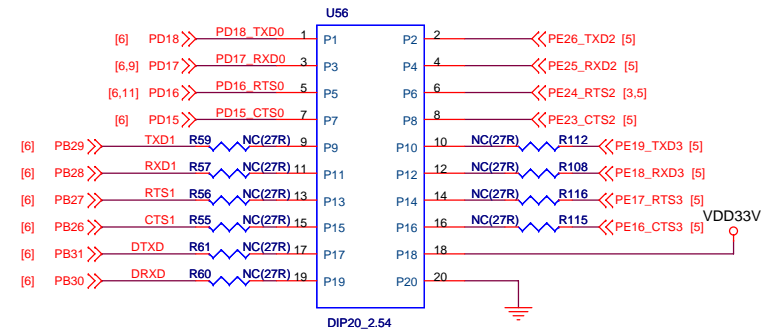 U56
[6] PD18 PD18_TXD0 1 P1 P2 2 PE26_TXD2 [5]
[6,9] PD17 PD17_RXD0 3 P3 P4 4 PE25_RXD2 [5]
[6,11] PD16 PD16_RTS0 5 P5 P6 6 PE24_RTS2 [3,5]
[6] PD15 PD15_CTS0 7 P7 P8 8 PE23_CTS2 [5]
[6] PB29 TXD1 R59 NC(27R) 9 P9 P10 10 NC(27R) R112 PE19_TXD3 [5]
[6] PB28 RXD1 R57 NC(27R) 11 P11 P12 12 NC(27R) R108 PE18_RXD3 [5]
[6] PB27 RTS1 R56 NC(27R) 13 P13 P14 14 NC(27R) R116 PE17_RTS3 [5]
[6] PB26 CTS1 R55 NC(27R) 15 P15 P16 16 NC(27R) R115 PE16_CTS3 [5]
VDD33V
[6] PB31 DTXD R61 NC(27R) 17 P17 P18 18
[6] PB30 DRXD R60 NC(27R) 19 P19 P20 20
DIP20_2.54